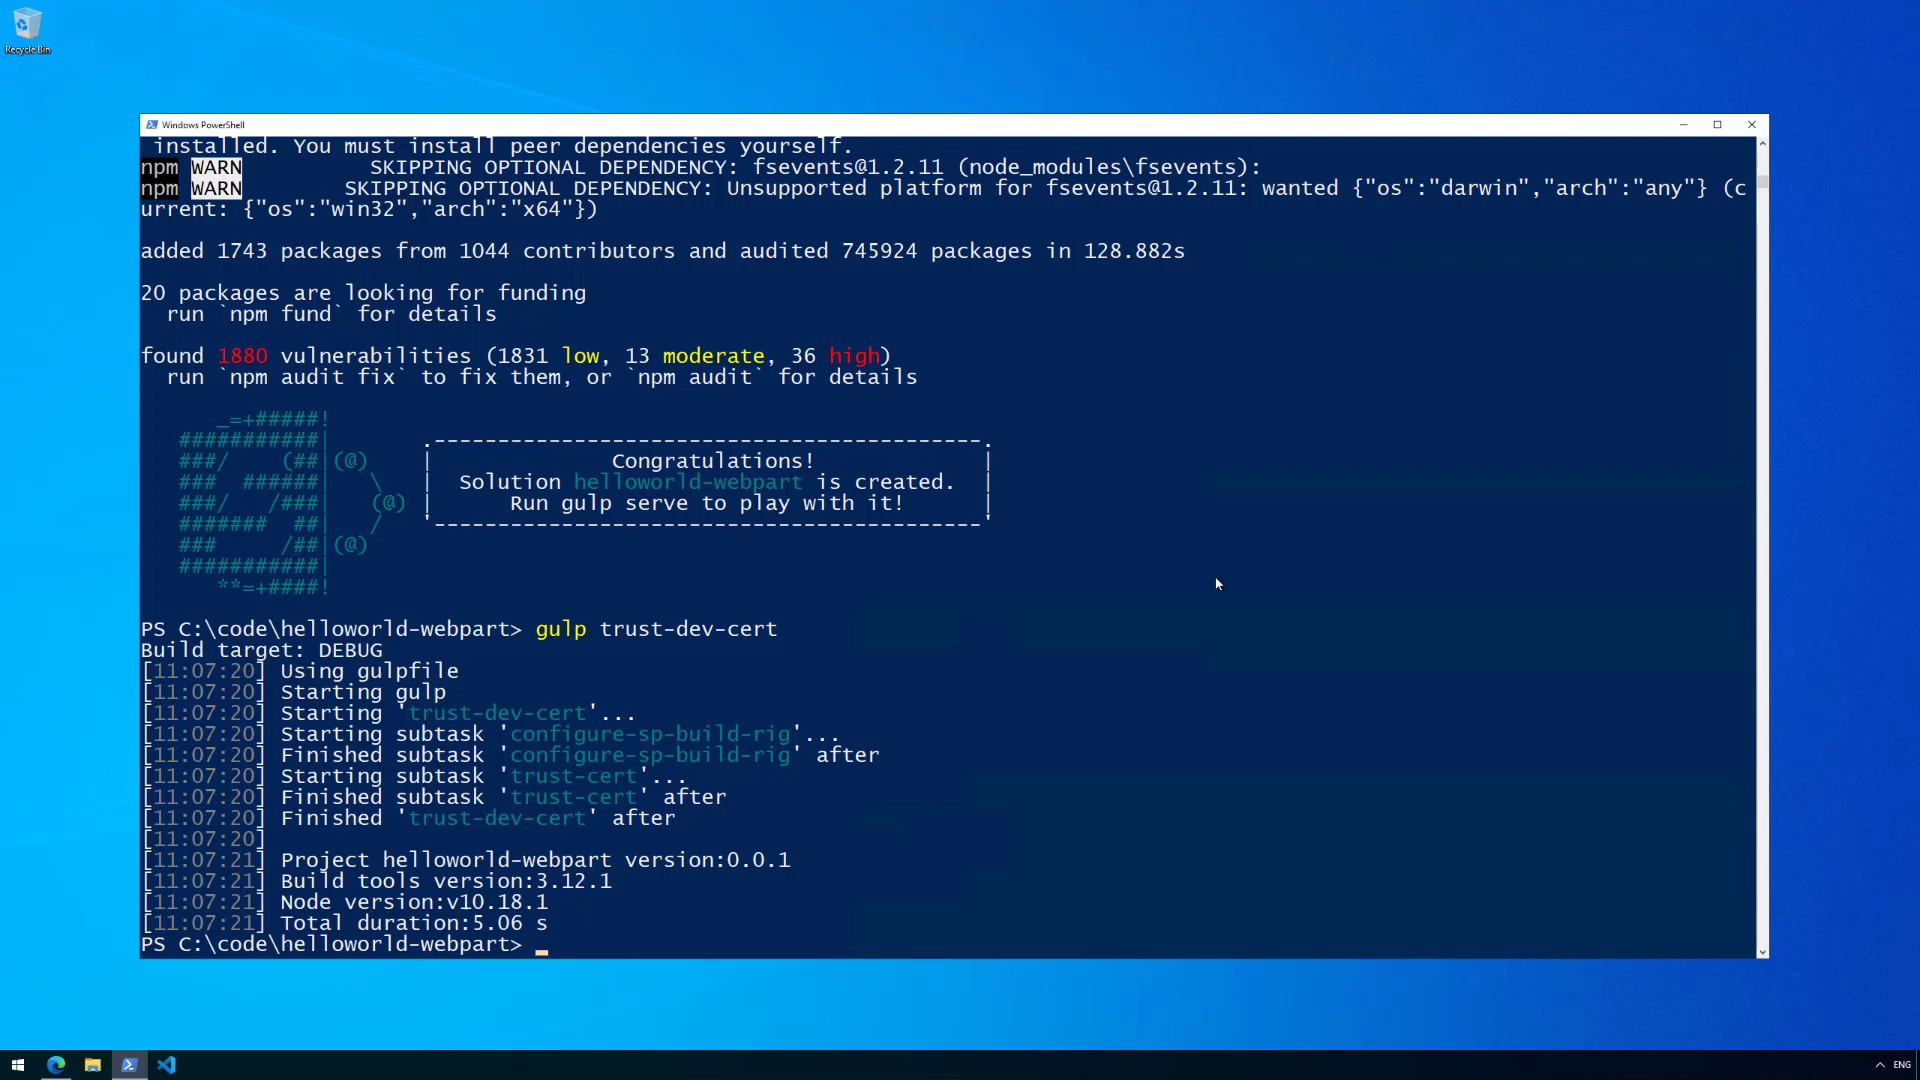 Recycle Bin
Windows PowerShell
installed. You must install peer dependencies yourself.
npm WARN SKIPPING OPTIONAL DEPENDENCY: fsevents@1.2.11 (node_modules\fsevents):
npm WARN SKIPPING OPTIONAL DEPENDENCY: Unsupported platform for fsevents@1.2.11: wanted {"os":"darwin","arch":"any"} (c
urrent: {"os":"win32","arch":"x64"})
added 1743 packages from 1044 contributors and audited 745924 packages in 128.882s
20 packages are looking for funding
run `npm fund` for details
found 1880 vulnerabilities (1831 low, 13 moderate, 36 high)
run `npm audit fix` to fix them, or `npm audit` for details
_=+#####!
###########| .-------------------------------------------.
###/ (##|(@) | Congratulations! |
### ######| \ | Solution helloworld-webpart is created. |
###/ /###| (@) | Run gulp serve to play with it! |
####### ##| / '-------------------------------------------'
### /##|(@)
###########|
**=+####!
PS C:\code\helloworld-webpart> gulp trust-dev-cert
Build target: DEBUG
[11:07:20] Using gulpfile
[11:07:20] Starting gulp
[11:07:20] Starting 'trust-dev-cert'...
[11:07:20] Starting subtask 'configure-sp-build-rig'...
[11:07:20] Finished subtask 'configure-sp-build-rig' after
[11:07:20] Starting subtask 'trust-cert'...
[11:07:20] Finished subtask 'trust-cert' after
[11:07:20] Finished 'trust-dev-cert' after
[11:07:20]
[11:07:21] Project helloworld-webpart version:0.0.1
[11:07:21] Build tools version:3.12.1
[11:07:21] Node version:v10.18.1
[11:07:21] Total duration:5.06 s
PS C:\code\helloworld-webpart> _
ENG